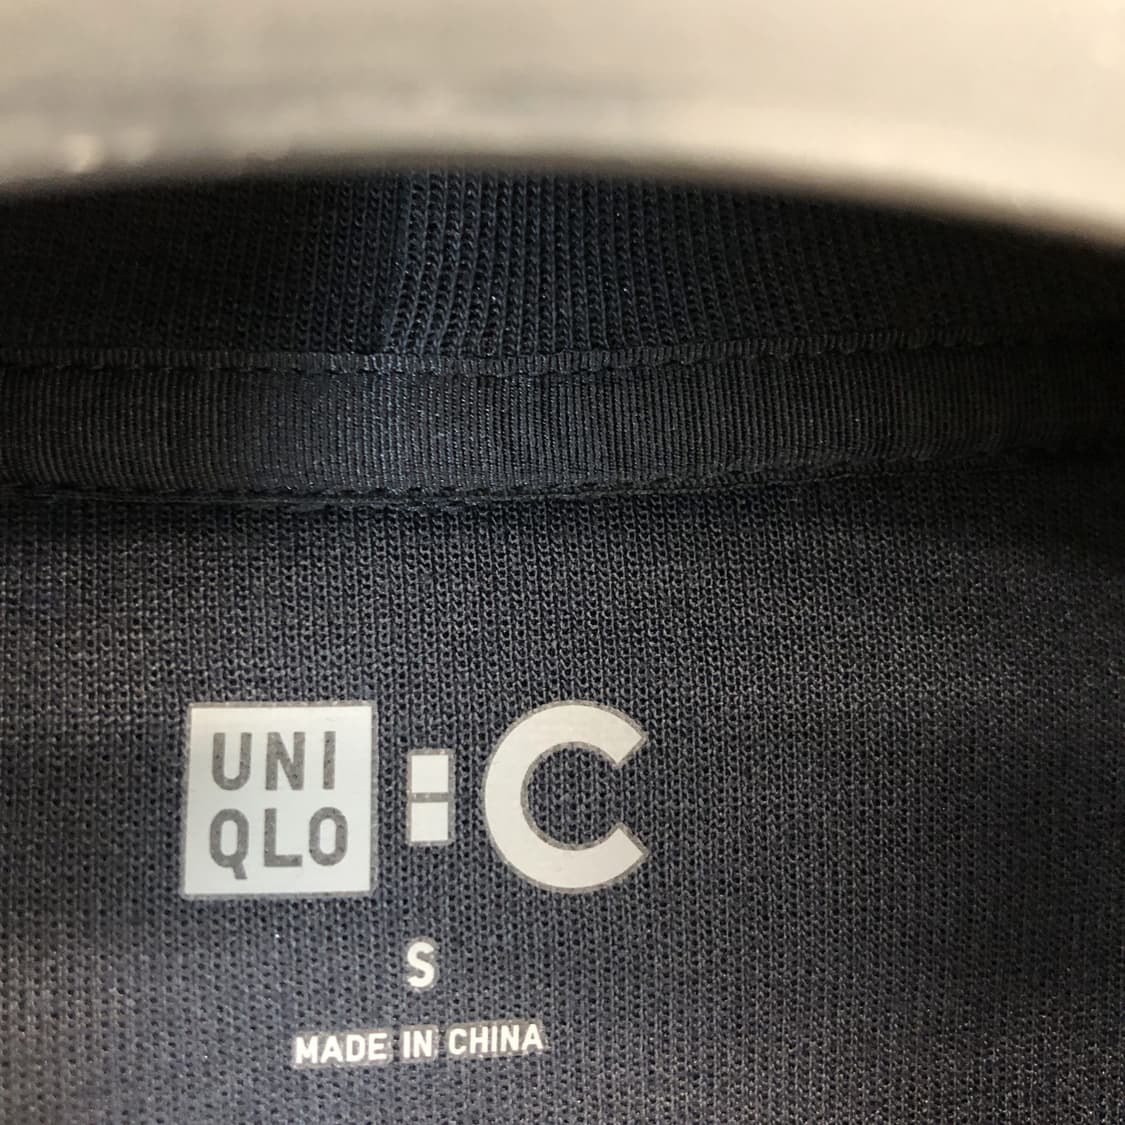 UNI
QLO : C
S
MADE IN CHINA